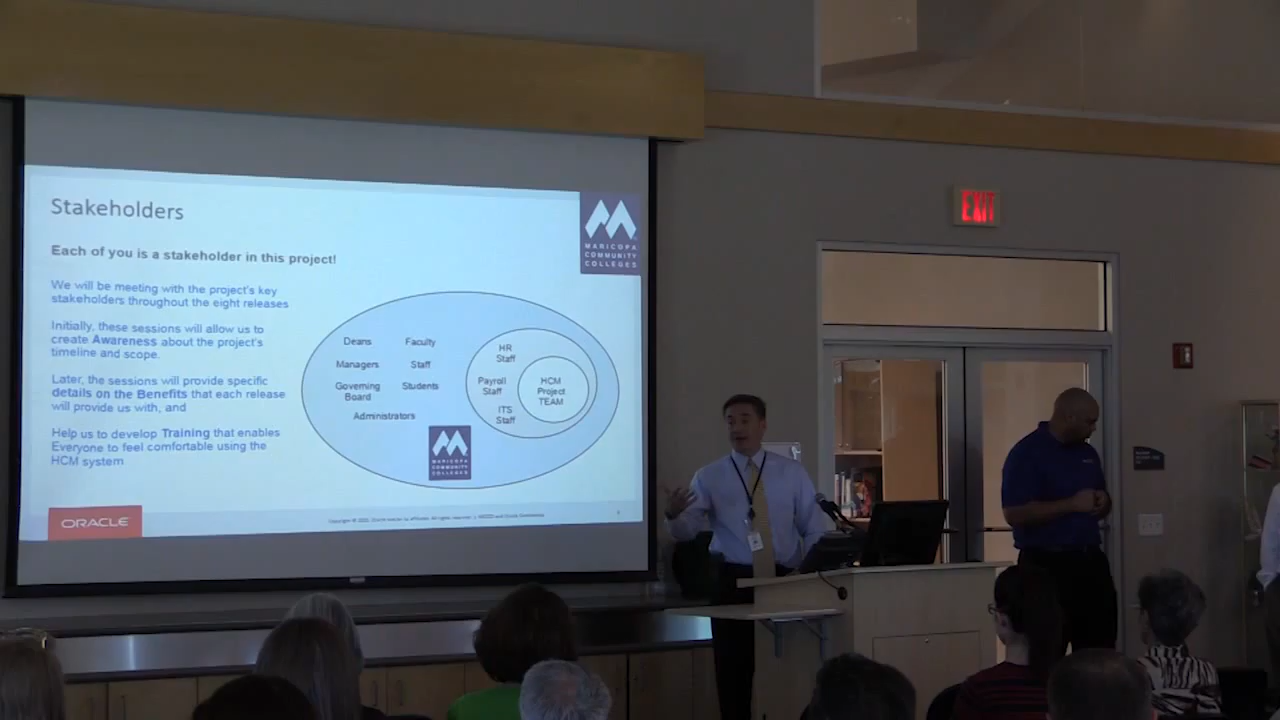 Stakeholders
MARICOPA
COMMUNITY
COLLEGES
Each of you is a stakeholder in this project!
We will be meeting with the project's key
stakeholders throughout the eight releases
Initially, these sessions will allow us to
create Awareness about the project's
timeline and scope.
Later, the sessions will provide specific
details on the Benefits that each release
will provide us with, and
Help us to develop Training that enables
Everyone to feel comfortable using the
HCM system
Deans
Faculty
Managers
Staff
Governing
Board
Students
Administrators
HR
Staff
Payroll
Staff
ITS
Staff
HCM
Project
TEAM
MARICOPA
COMMUNITY
COLLEGES
ORACLE
EXIT